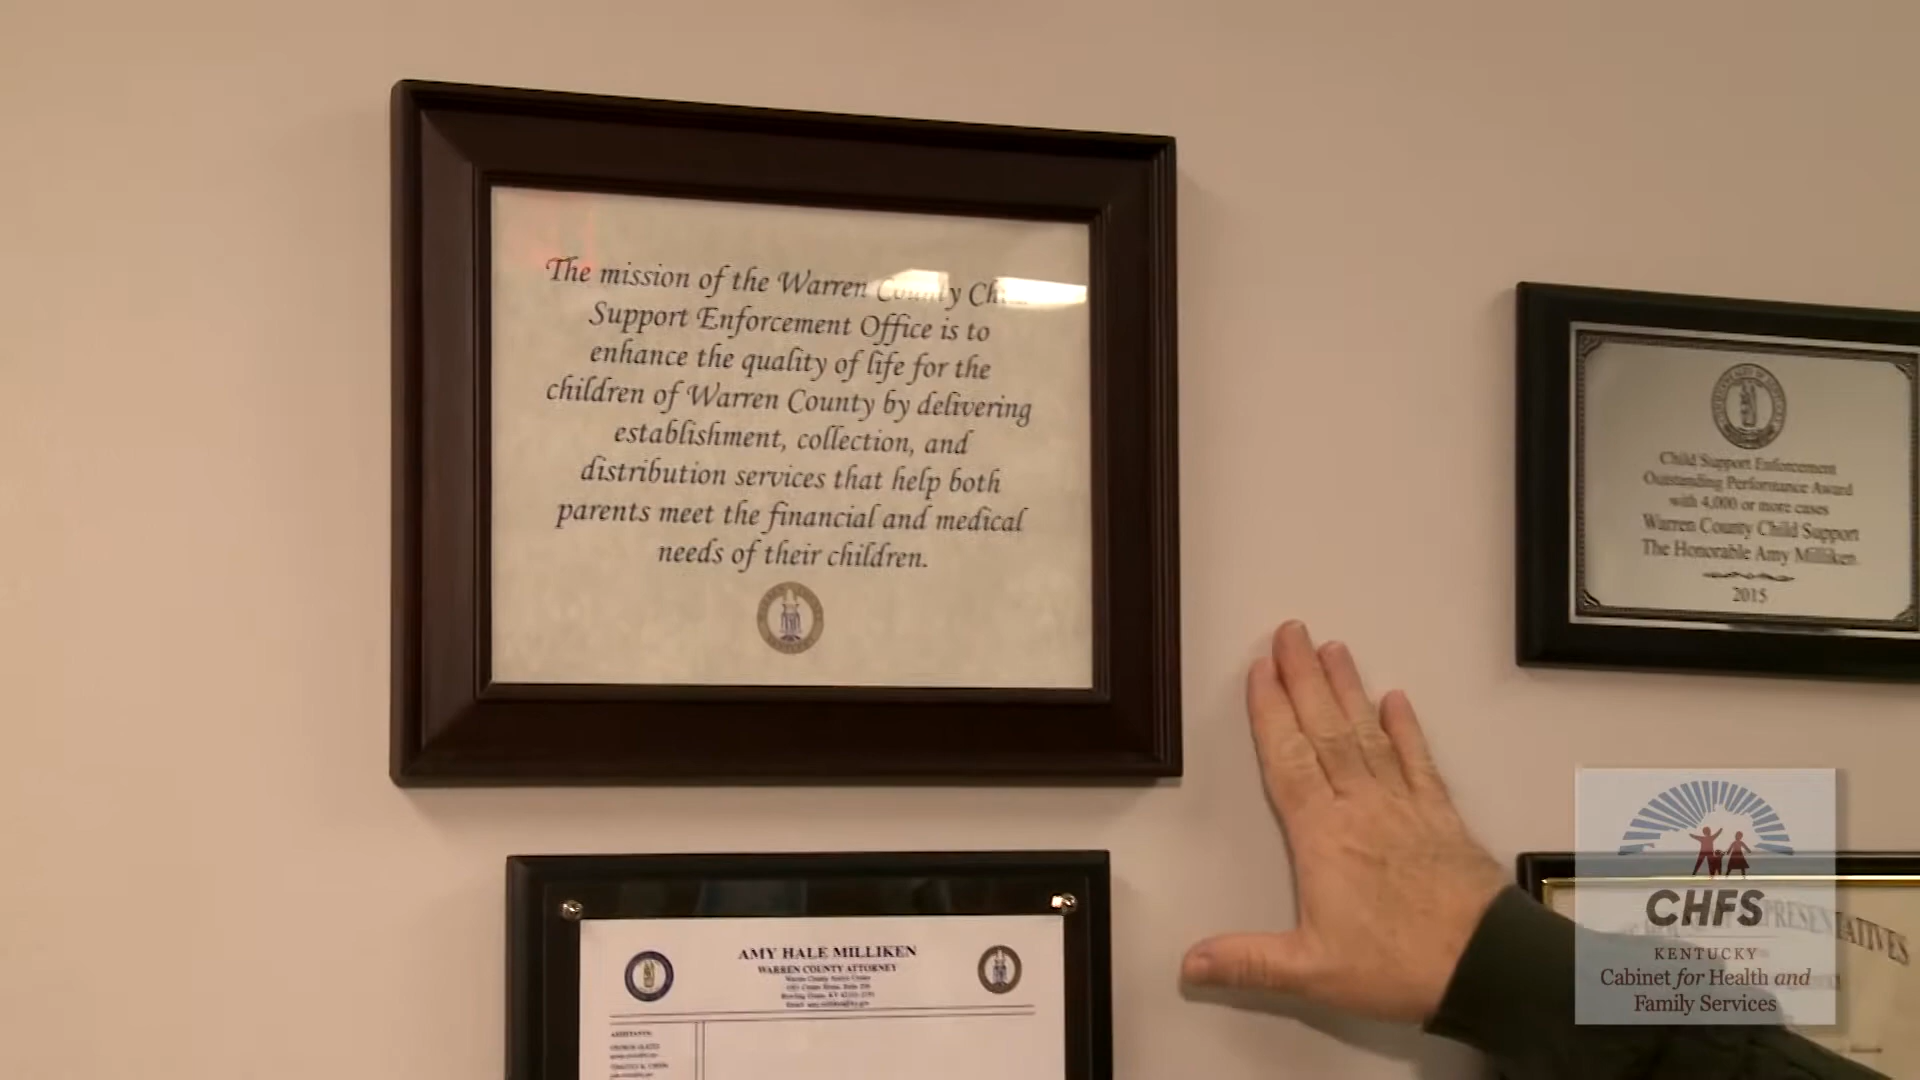 The mission of the Warren County
Support Enforcement Office is to
enhance the quality of life for the
children of Warren County by delivering
establishment, collection, and
distribution services that help both
parents meet the financial and medical
needs of their children.
Child Support Enforcement
Outstanding Performance Award
with 4,000 or more cases
Warren County Child Support
The Honorable Amy Milliken
2015
AMY HALE MILLIKEN
WARREN COUNTY ATTORNEY
ASSISTANTS:
CHFS
KENTUCKY
Cabinet for Health and
Family Services